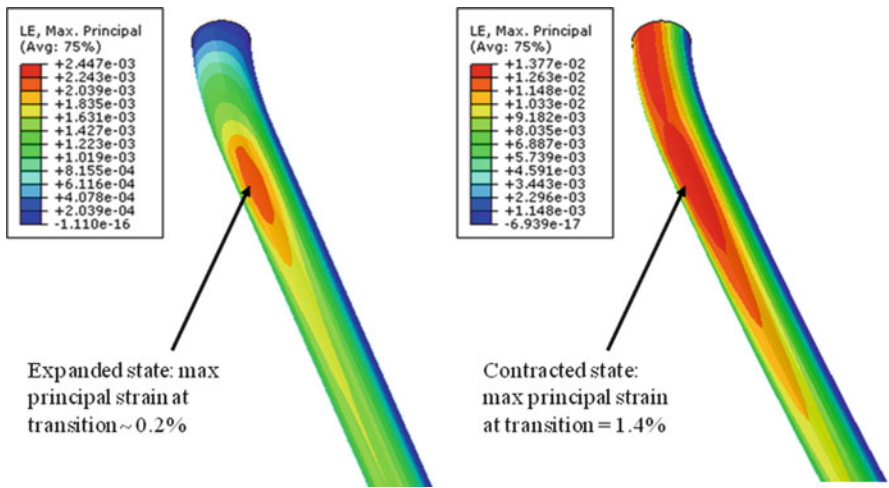 LE, Max. Principal
(Avg: 75%)
+2.447e-03
+2.243e-03
+2.039e-03
+1.835e-03
+1.631e-03
+1.427e-03
+1.223e-03
+1.019e-03
+8.155e-04
+6.116e-04
+4.078e-04
+2.039e-04
-1.110e-16
Expanded state: max
principal strain at
transition ~ 0.2%
LE, Max. Principal
(Avg: 75%)
+1.377e-02
+1.263e-02
+1.148e-02
+1.033e-02
+9.182e-03
+8.035e-03
+6.887e-03
+5.739e-03
+4.591e-03
+3.443e-03
+2.296e-03
+1.148e-03
-6.939e-17
Contracted state:
max principal strain
at transition = 1.4%